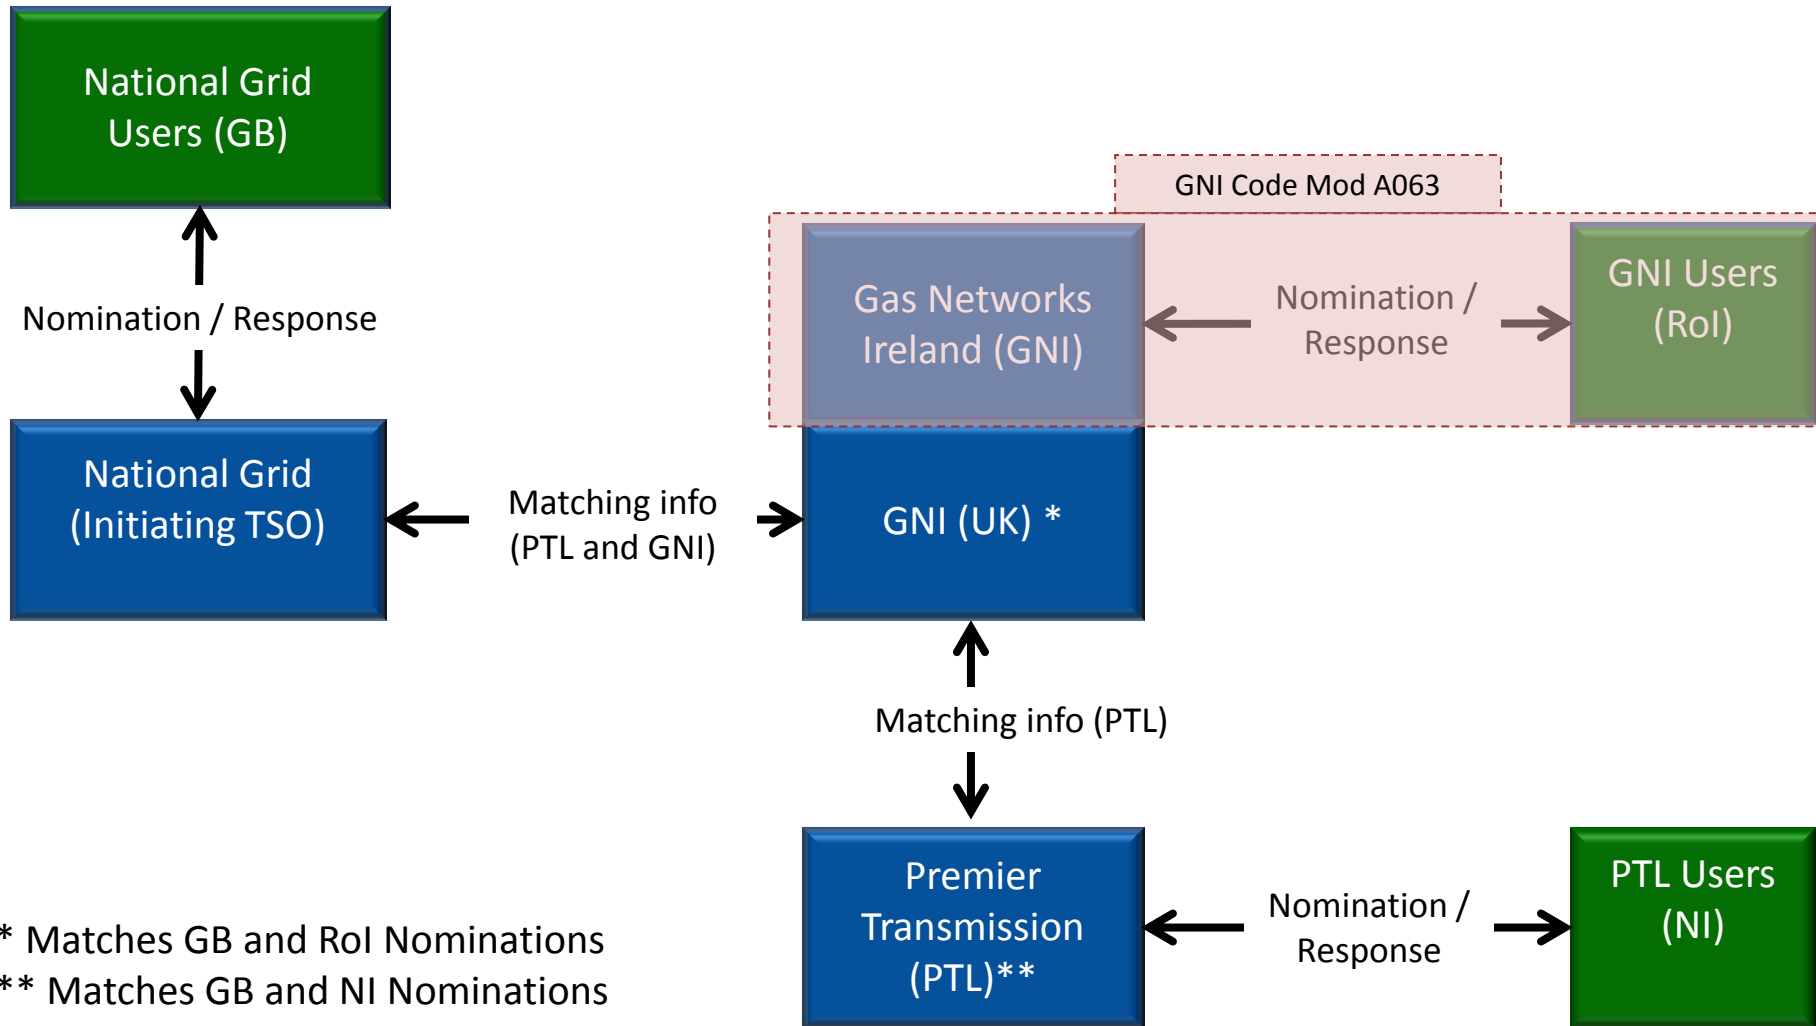 National Grid
Users (GB)
GNI Code Mod A063
Gas Networks
Ireland (GNI)
Nomination /
Response
GNI Users
(RoI)
Nomination / Response
National Grid
(Initiating TSO)
Matching info
(PTL and GNI)
GNI (UK) *
Matching info (PTL)
Premier
Transmission
(PTL)**
Nomination /
Response
PTL Users
(NI)
* Matches GB and RoI Nominations
** Matches GB and NI Nominations